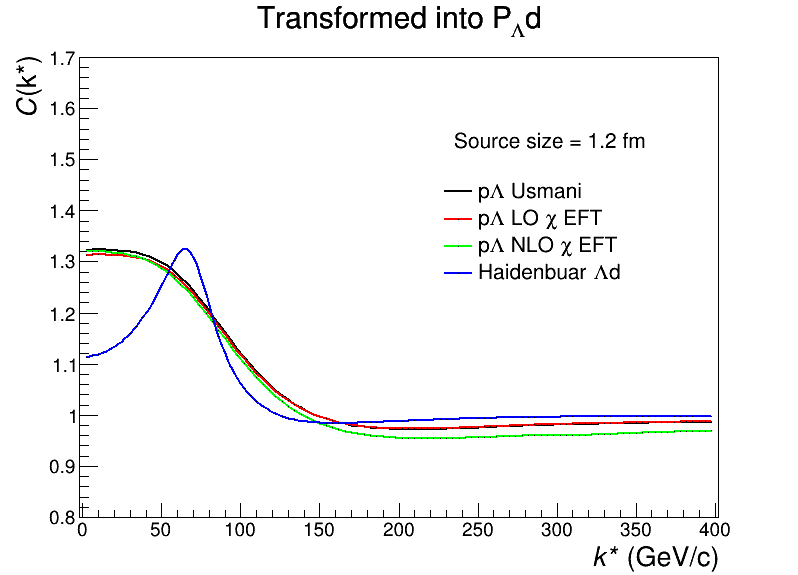 Transformed into P_Λd
C(k*)
1.7
1.6
1.5
1.4
1.3
1.2
1.1
1
0.9
0.8
Source size = 1.2 fm
pΛ Usmani
pΛ LO χ EFT
pΛ NLO χ EFT
Haidenbuar Λd
0 50 100 150 200 250 300 350 400
k* (GeV/c)